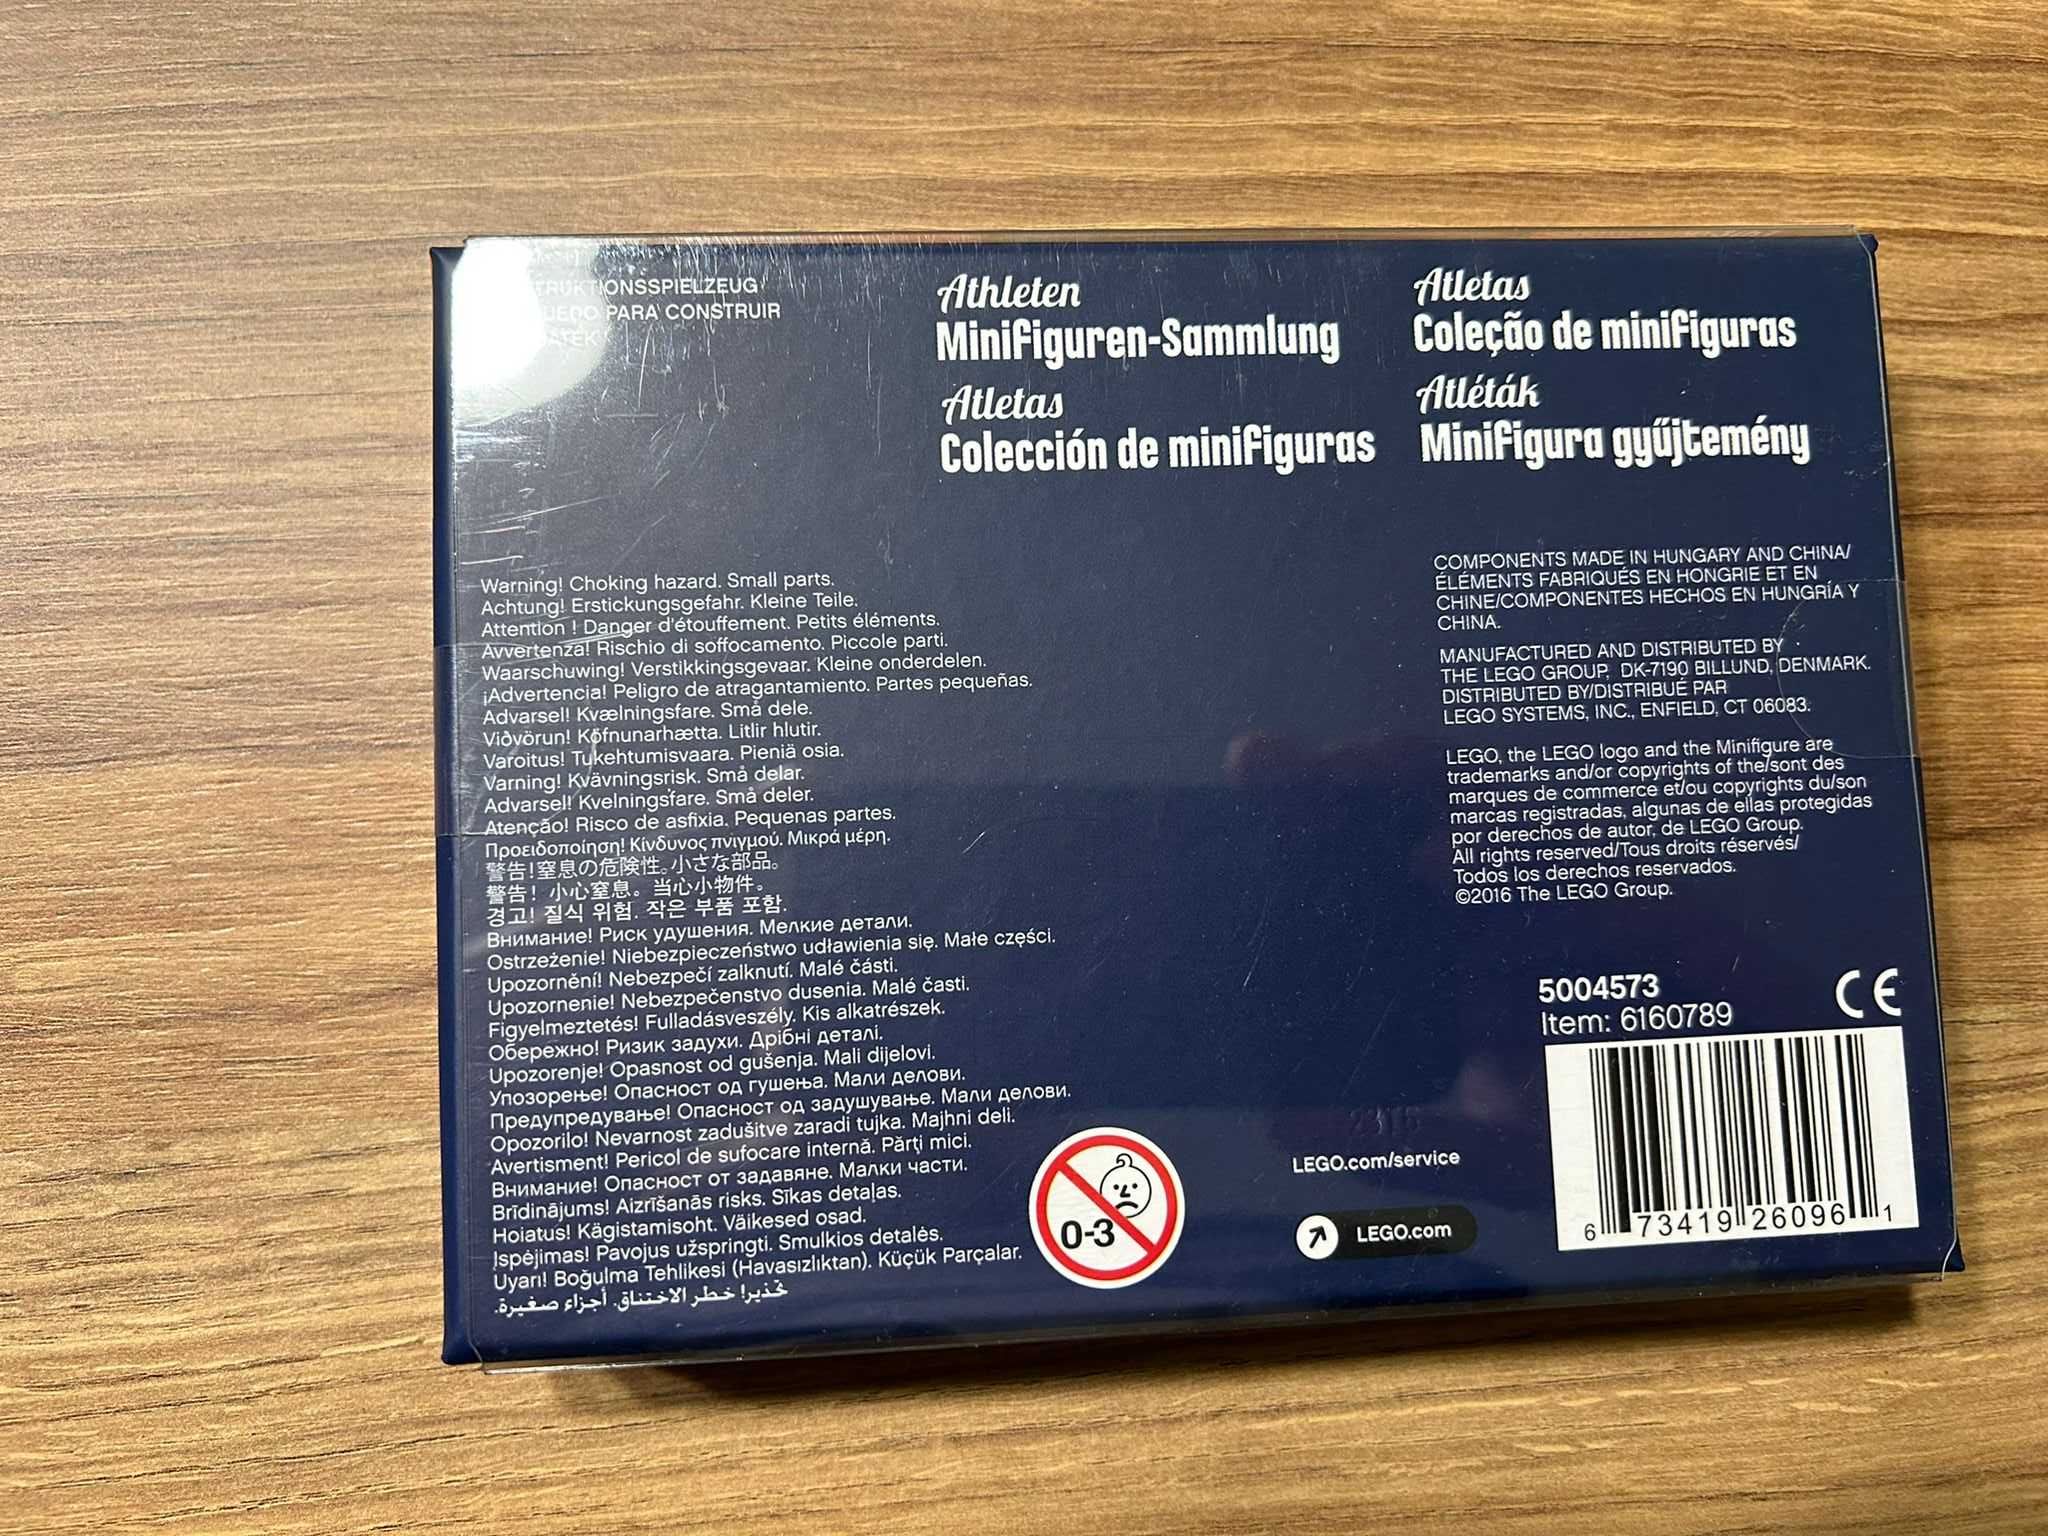 PARA CONSTRUIR
Athleten
Minifiguren-Sammlung
Atletas
Colección de minifiguras
Atletas
Coleção de minifiguras
Atléták
Minifigura gyűjtemény
Warning! Choking hazard. Small parts.
Achtung! Erstickungsgefahr. Kleine Teile.
Attention ! Danger d'étouffement. Petits éléments.
Avvertenza! Rischio di soffocamento. Piccole parti.
Waarschuwing! Verstikkingsgevaar. Kleine onderdelen.
¡Advertencia! Peligro de atragantamiento. Partes pequeñas.
Advarsel! Kvælningsfare. Små dele.
Viðvörun! Köfnunarhætta. Litlir hlutir.
Varoitus! Tukehtumisvaara. Pieniä osia.
Varning! Kvävningsrisk. Små delar.
Advarsel! Kvelningsfare. Små deler.
Atenção! Risco de asfixia. Pequenas partes.
Προειδοποίηση! Κίνδυνος πνιγμού. Μικρά μέρη.
警告!窒息の危険性。小さな部品。
警告! 小心窒息。当心小物件。
경고! 질식 위험. 작은 부품 포함.
Внимание! Риск удушения. Мелкие детали.
Ostrzeżenie! Niebezpieczeństwo udławienia się. Małe części.
Upozornění! Nebezpečí zalknutí. Malé části.
Upozornenie! Nebezpečenstvo dusenia. Malé časti.
Figyelmeztetés! Fulladásveszély. Kis alkatrészek.
Обережно! Ризик задухи. Дрібні деталі.
Upozorenje! Opasnost od gušenja. Mali dijelovi.
Упозорење! Опасност од гушења. Мали делови.
Предупредување! Опасност од задушување. Мали делови.
Opozorilo! Nevarnost zadušitve zaradi tujka. Majhni deli.
Avertisment! Pericol de sufocare internă. Părţi mici.
Внимание! Опасност от задавяне. Малки части.
Brīdinājums! Aizrīšanās risks. Sīkas detaļas.
Hoiatus! Kägistamisoht. Väikesed osad.
Įspėjimas! Pavojus užspringti. Smulkios detalės.
Uyarı! Boğulma Tehlikesi (Havasızlıktan). Küçük Parçalar.
تحذير! خطر الاختناق. أجزاء صغيرة.
0-3
COMPONENTS MADE IN HUNGARY AND CHINA/
ÉLÉMENTS FABRIQUÉS EN HONGRIE ET EN
CHINE/COMPONENTES HECHOS EN HUNGRÍA Y
CHINA.
MANUFACTURED AND DISTRIBUTED BY
THE LEGO GROUP, DK-7190 BILLUND, DENMARK.
DISTRIBUTED BY/DISTRIBUÉ PAR
LEGO SYSTEMS, INC., ENFIELD, CT 06083.
LEGO, the LEGO logo and the Minifigure are
trademarks and/or copyrights of the/sont des
marques de commerce et/ou copyrights du/son
marcas registradas, algunas de ellas protegidas
por derechos de autor, de LEGO Group.
All rights reserved/Tous droits réservés/
Todos los derechos reservados.
©2016 The LEGO Group.
5004573
Item: 6160789
CE
2316
LEGO.com/service
LEGO.com
6 73419 26096 1